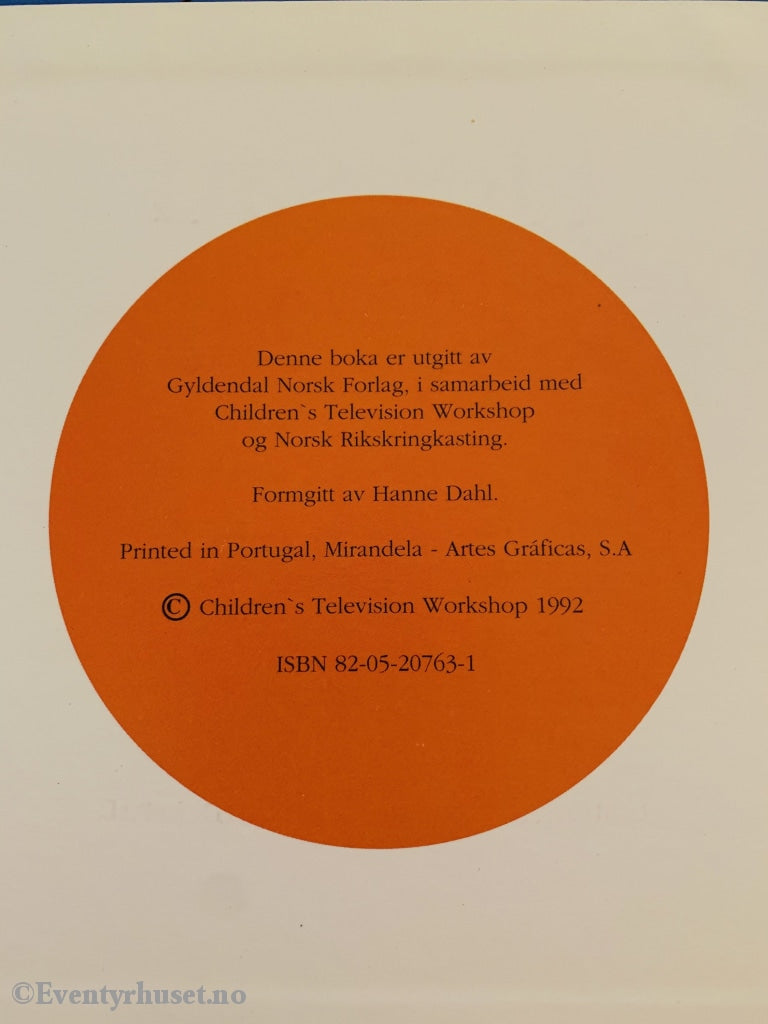 Denne boka er utgitt av
Gyldendal Norsk Forlag, i samarbeid med
Children`s Television Workshop
og Norsk Rikskringkasting.
Formgitt av Hanne Dahl.
Printed in Portugal, Mirandela - Artes Gráficas, S.A
© Children`s Television Workshop 1992
ISBN 82-05-20763-1
©Eventyrhuset.no